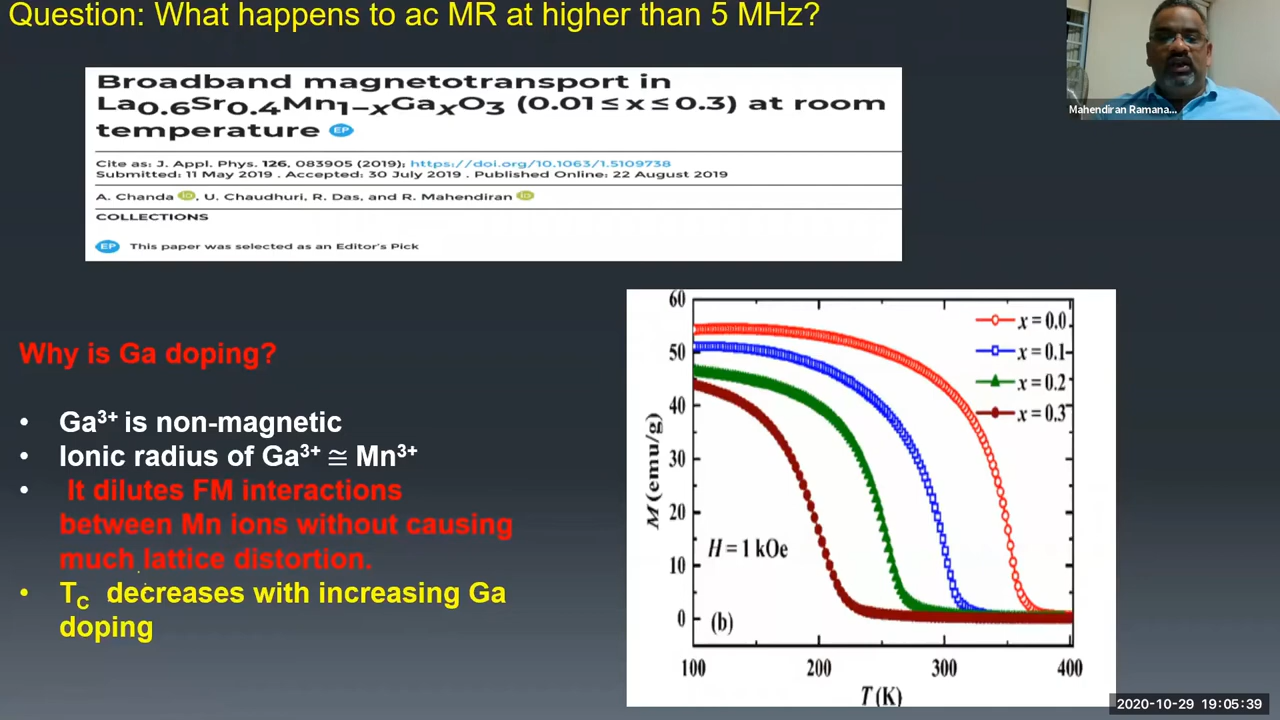 Question: What happens to ac MR at higher than 5 MHz?
Mahendiran Ramana...
Broadband magnetotransport in
La0.6Sr0.4Mn1−xGaxO3 (0.01 ≤ x ≤ 0.3) at room
temperature EP
Cite as: J. Appl. Phys. 126, 083905 (2019); https://doi.org/10.1063/1.5109738
Submitted: 11 May 2019 . Accepted: 30 July 2019 . Published Online: 22 August 2019
A. Chanda iD, U. Chaudhuri, R. Das, and R. Mahendiran iD
COLLECTIONS
EP This paper was selected as an Editor's Pick
Why is Ga doping?
• Ga3+ is non-magnetic
• Ionic radius of Ga3+ ≅ Mn3+
• It dilutes FM interactions
between Mn ions without causing
much lattice distortion.
• TC decreases with increasing Ga
doping
60
50
40
30
20
10
0
M (emu/g)
x = 0.0
x = 0.1
x = 0.2
x = 0.3
H = 1 kOe
(b)
100 200 300 400
T (K)
2020-10-29 19:05:39